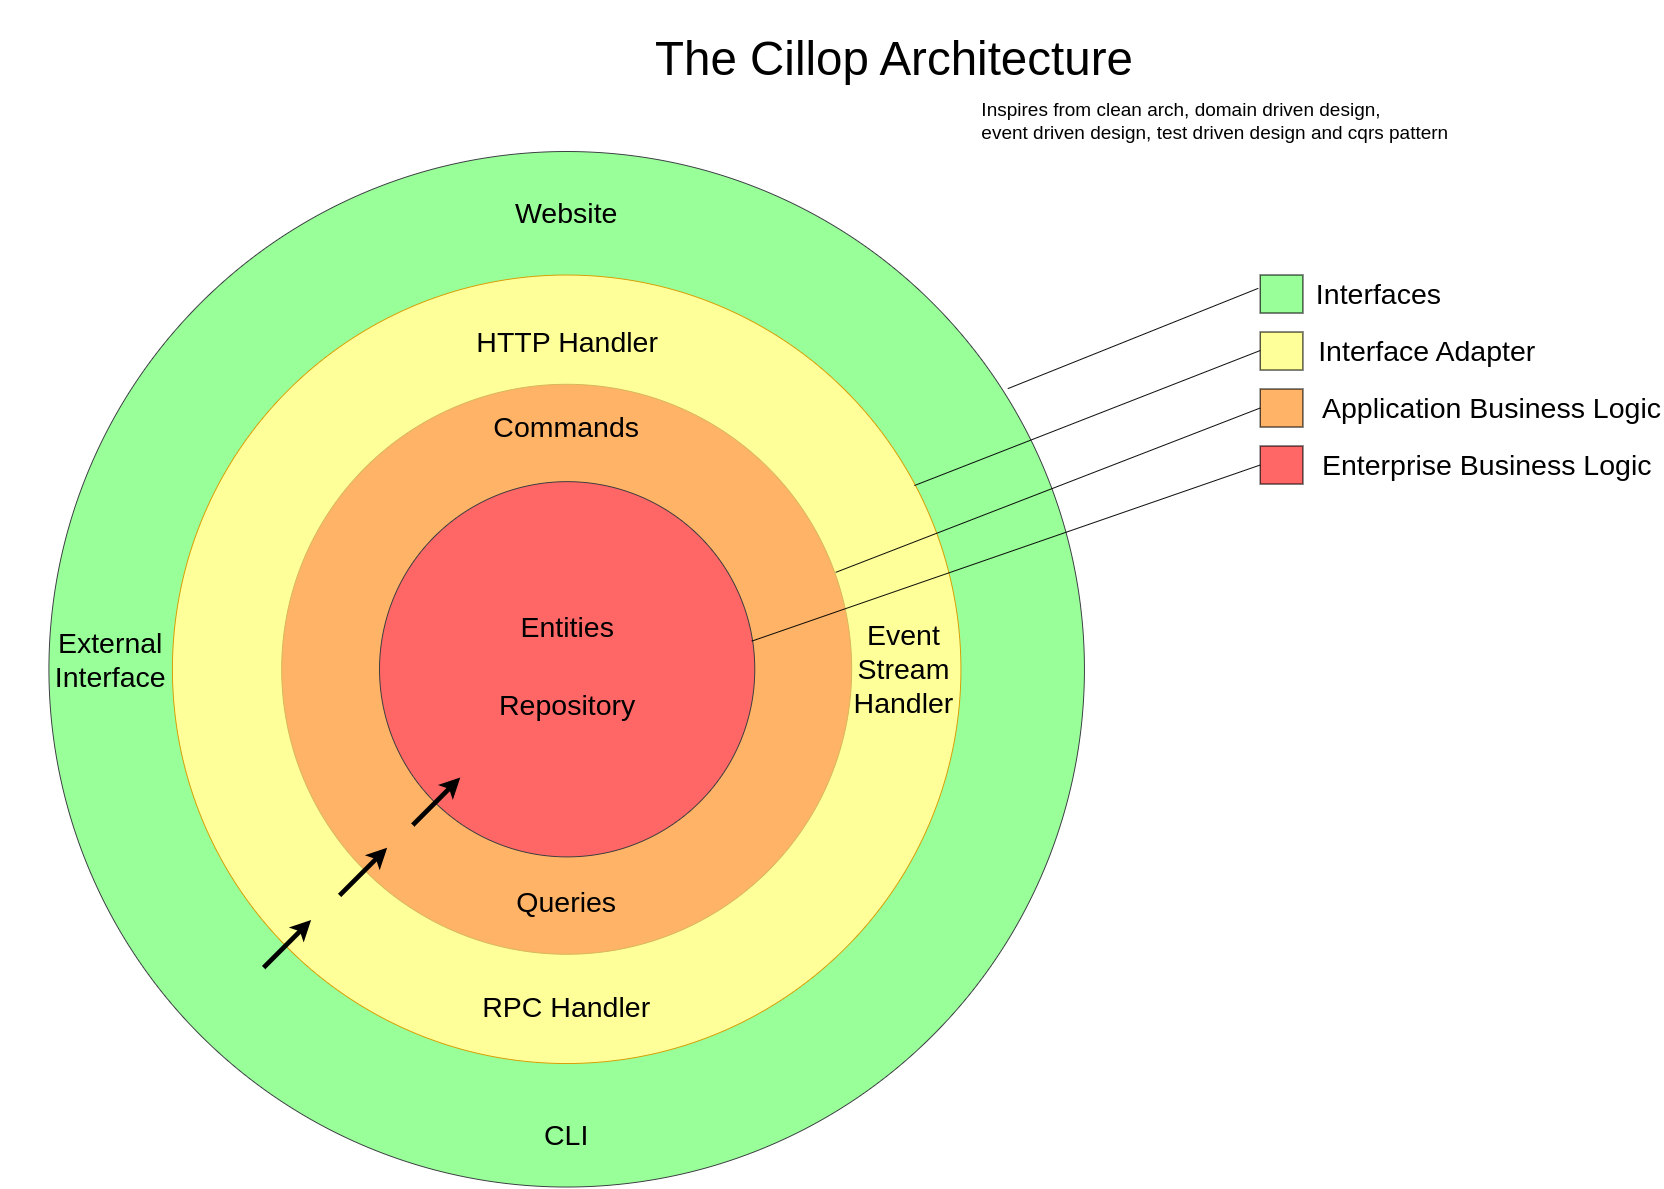 The Cillop Architecture
Inspires from clean arch, domain driven design,
event driven design, test driven design and cqrs pattern
Website
HTTP Handler
Commands
Entities
Repository
External
Interface
Event
Stream
Handler
Queries
RPC Handler
CLI
Interfaces
Interface Adapter
Application Business Logic
Enterprise Business Logic